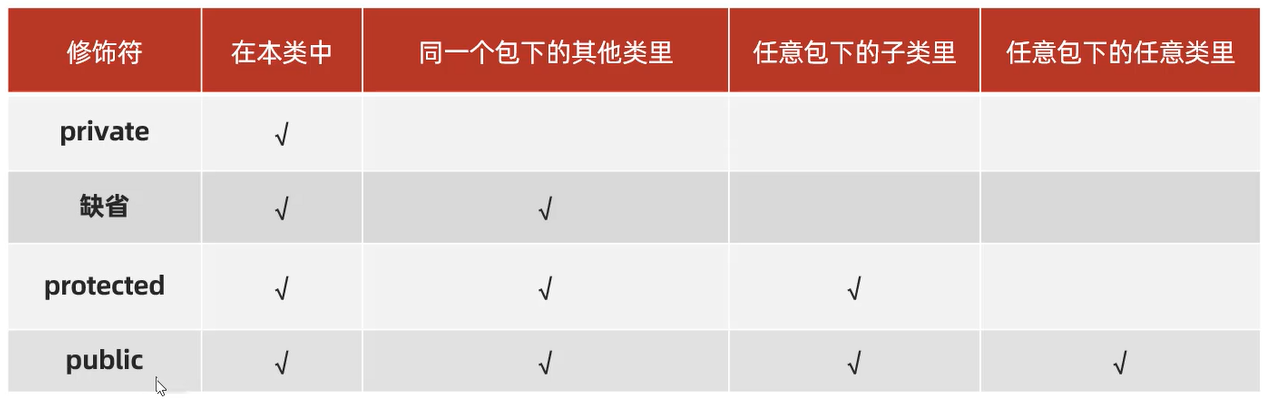 修饰符 在本类中 同一个包下的其他类里 任意包下的子类里 任意包下的任意类里
private √
缺省 √ √
protected √ √ √
public √ √ √ √